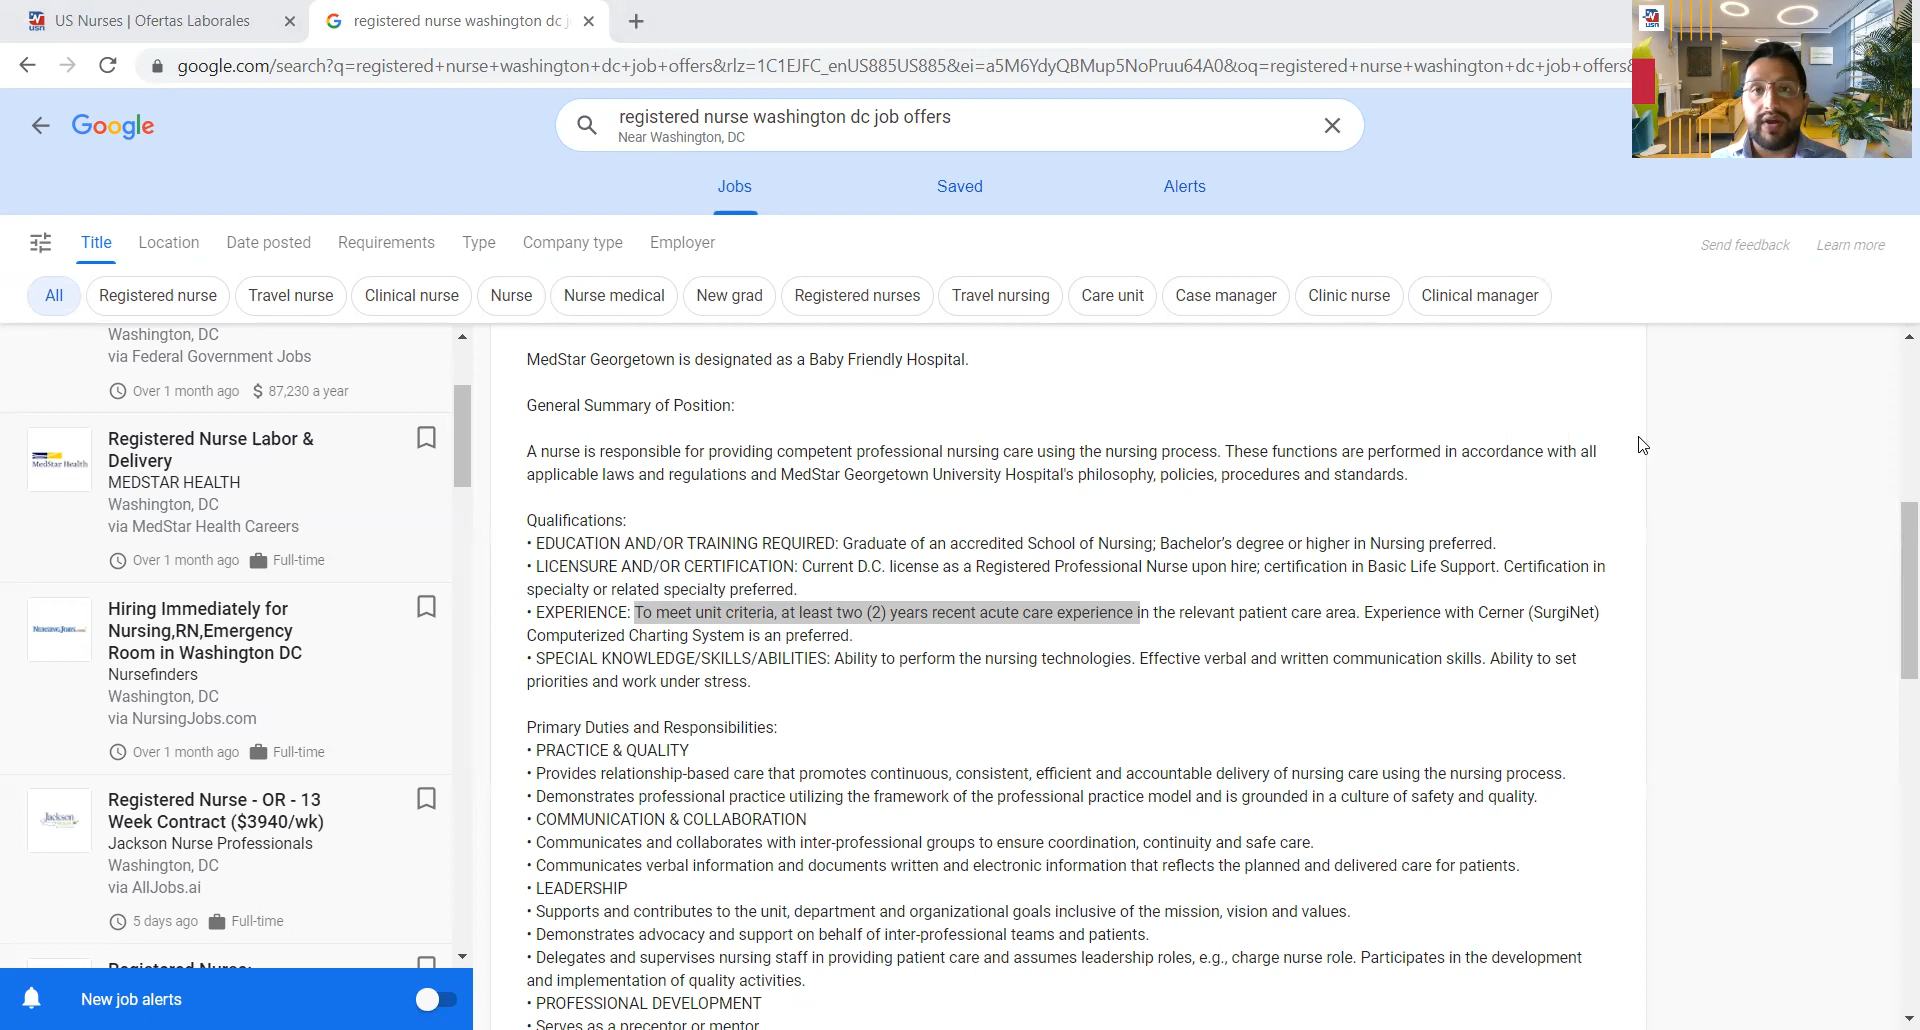 US Nurses | Ofertas Laborales
registered nurse washington dc j
google.com/search?q=registered+nurse+washington+dc+job+offers&rlz=1C1EJFC_enUS885US885&ei=a5M6YdyQBMup5NoPruu64A0&oq=registered+nurse+washington+dc+job+offers&
Google
registered nurse washington dc job offers
Near Washington, DC
Jobs
Saved
Alerts
Title
Location
Date posted
Requirements
Type
Company type
Employer
Send feedback
Learn more
All
Registered nurse
Travel nurse
Clinical nurse
Nurse
Nurse medical
New grad
Registered nurses
Travel nursing
Care unit
Case manager
Clinic nurse
Clinical manager
Washington, DC
via Federal Government Jobs
Over 1 month ago $ 87,230 a year
MedStar Health
Registered Nurse Labor &
Delivery
MEDSTAR HEALTH
Washington, DC
via MedStar Health Careers
Over 1 month ago Full-time
Hiring Immediately for
Nursing,RN,Emergency
Room in Washington DC
Nursefinders
Washington, DC
via NursingJobs.com
Over 1 month ago Full-time
Jackson
Registered Nurse - OR - 13
Week Contract ($3940/wk)
Jackson Nurse Professionals
Washington, DC
via AllJobs.ai
5 days ago Full-time
Registered Nurse:
New job alerts
MedStar Georgetown is designated as a Baby Friendly Hospital.
General Summary of Position:
A nurse is responsible for providing competent professional nursing care using the nursing process. These functions are performed in accordance with all
applicable laws and regulations and MedStar Georgetown University Hospital's philosophy, policies, procedures and standards.
Qualifications:
• EDUCATION AND/OR TRAINING REQUIRED: Graduate of an accredited School of Nursing; Bachelor's degree or higher in Nursing preferred.
• LICENSURE AND/OR CERTIFICATION: Current D.C. license as a Registered Professional Nurse upon hire; certification in Basic Life Support. Certification in
specialty or related specialty preferred.
• EXPERIENCE: To meet unit criteria, at least two (2) years recent acute care experience in the relevant patient care area. Experience with Cerner (SurgiNet)
Computerized Charting System is an preferred.
• SPECIAL KNOWLEDGE/SKILLS/ABILITIES: Ability to perform the nursing technologies. Effective verbal and written communication skills. Ability to set
priorities and work under stress.
Primary Duties and Responsibilities:
• PRACTICE & QUALITY
• Provides relationship-based care that promotes continuous, consistent, efficient and accountable delivery of nursing care using the nursing process.
• Demonstrates professional practice utilizing the framework of the professional practice model and is grounded in a culture of safety and quality.
• COMMUNICATION & COLLABORATION
• Communicates and collaborates with inter-professional groups to ensure coordination, continuity and safe care.
• Communicates verbal information and documents written and electronic information that reflects the planned and delivered care for patients.
• LEADERSHIP
• Supports and contributes to the unit, department and organizational goals inclusive of the mission, vision and values.
• Demonstrates advocacy and support on behalf of inter-professional teams and patients.
• Delegates and supervises nursing staff in providing patient care and assumes leadership roles, e.g., charge nurse role. Participates in the development
and implementation of quality activities.
• PROFESSIONAL DEVELOPMENT
• Serves as a preceptor or mentor